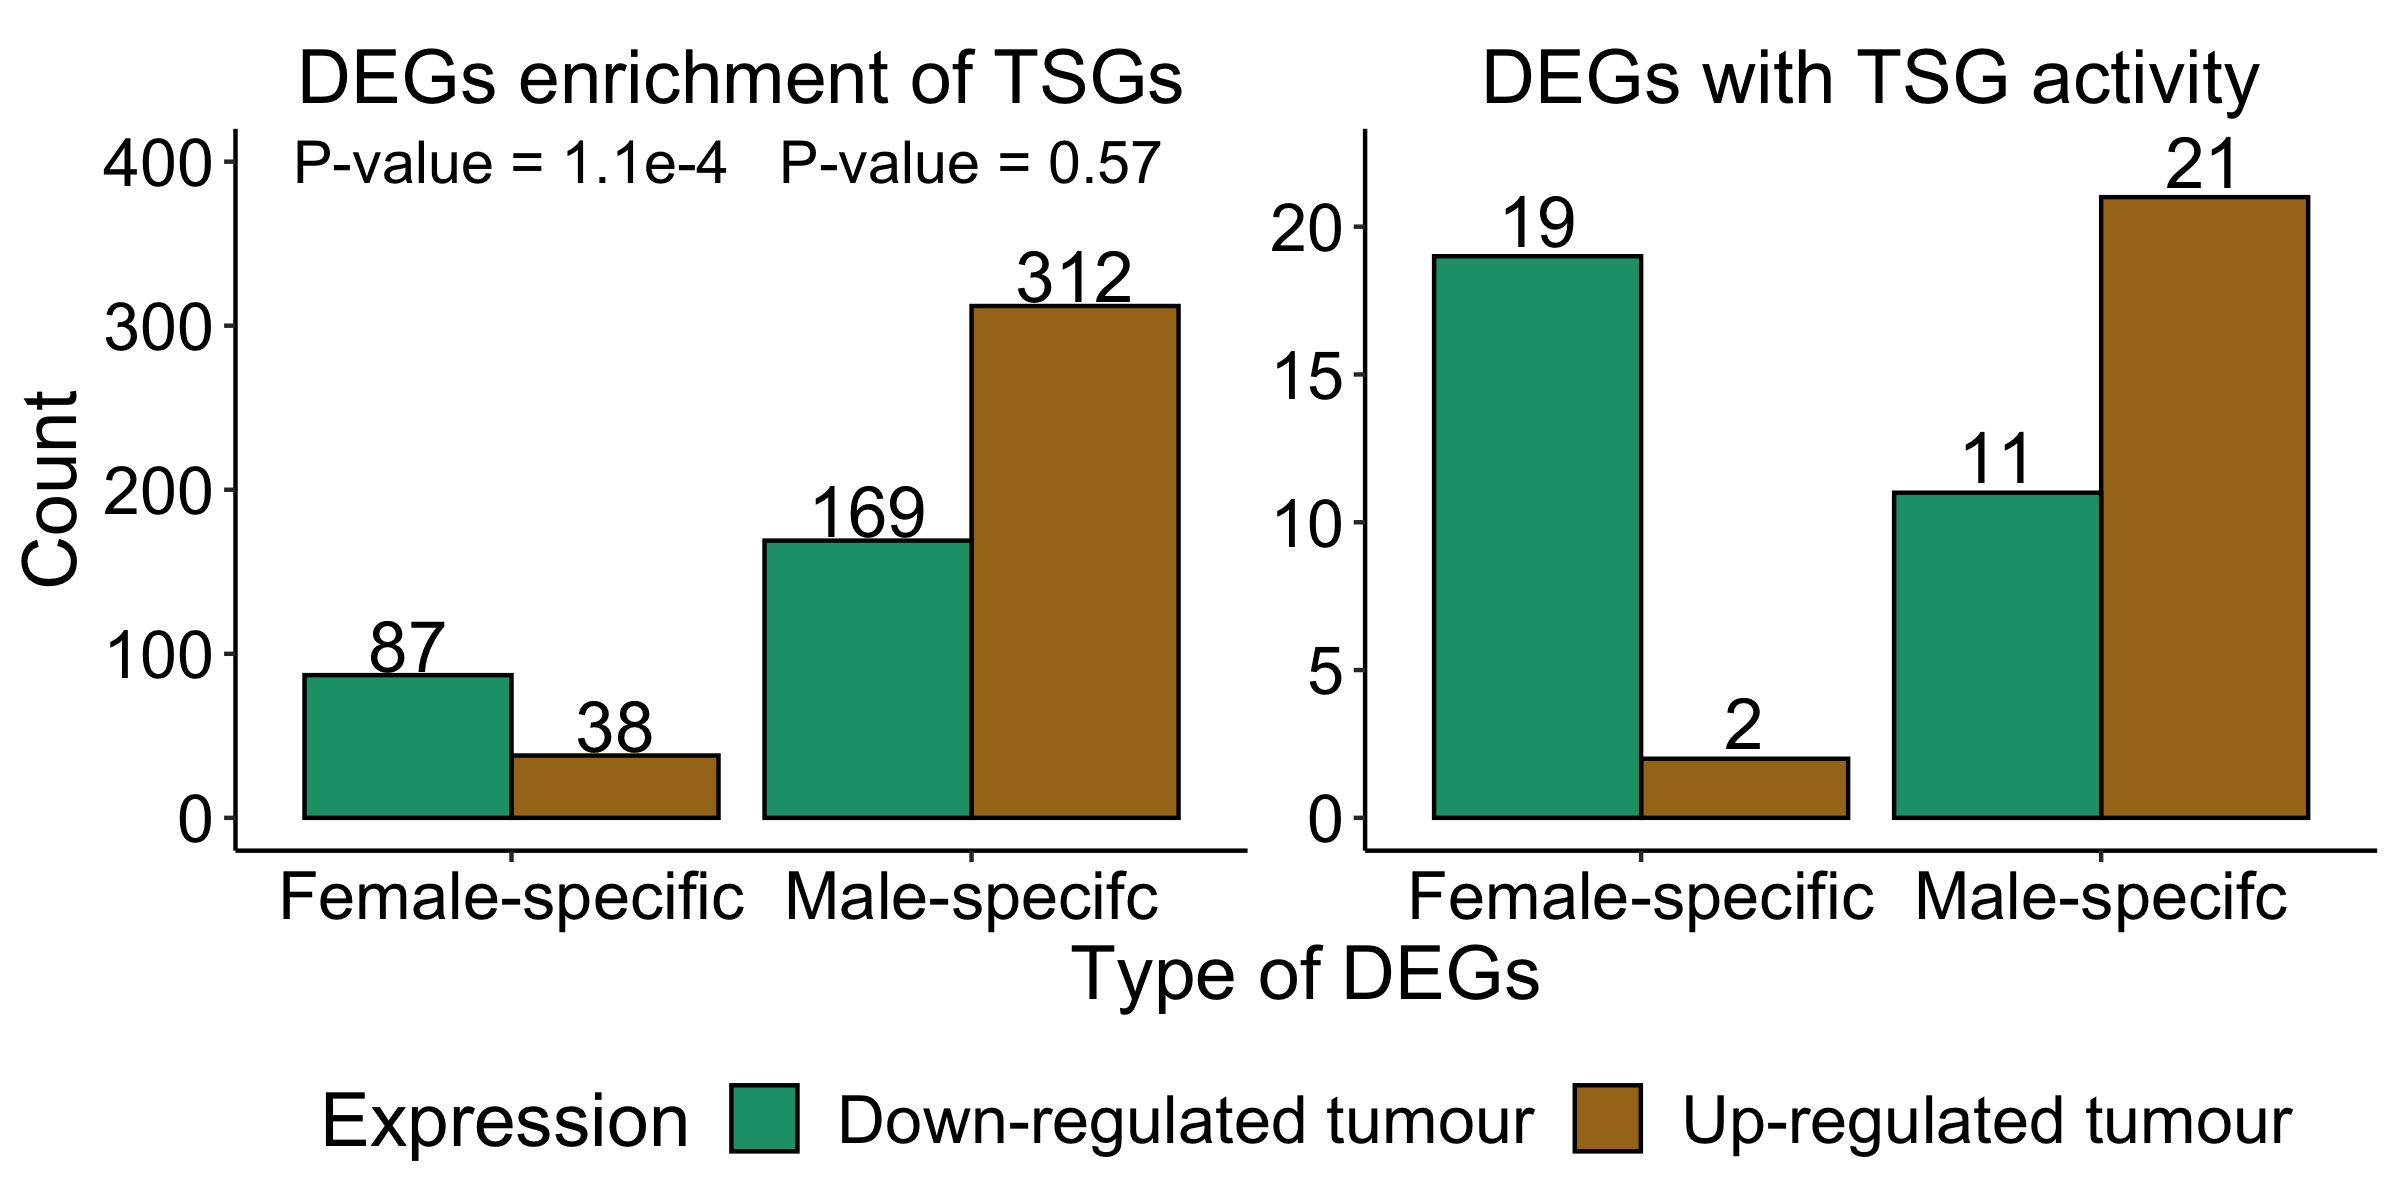 DEGs enrichment of TSGs
P-value = 1.1e-4 P-value = 0.57
400
300
200
100
0
Count
87
38
169
312
Female-specific Male-specifc
DEGs with TSG activity
20
15
10
5
0
19
2
11
21
Female-specific Male-specifc
Type of DEGs
Expression Down-regulated tumour Up-regulated tumour